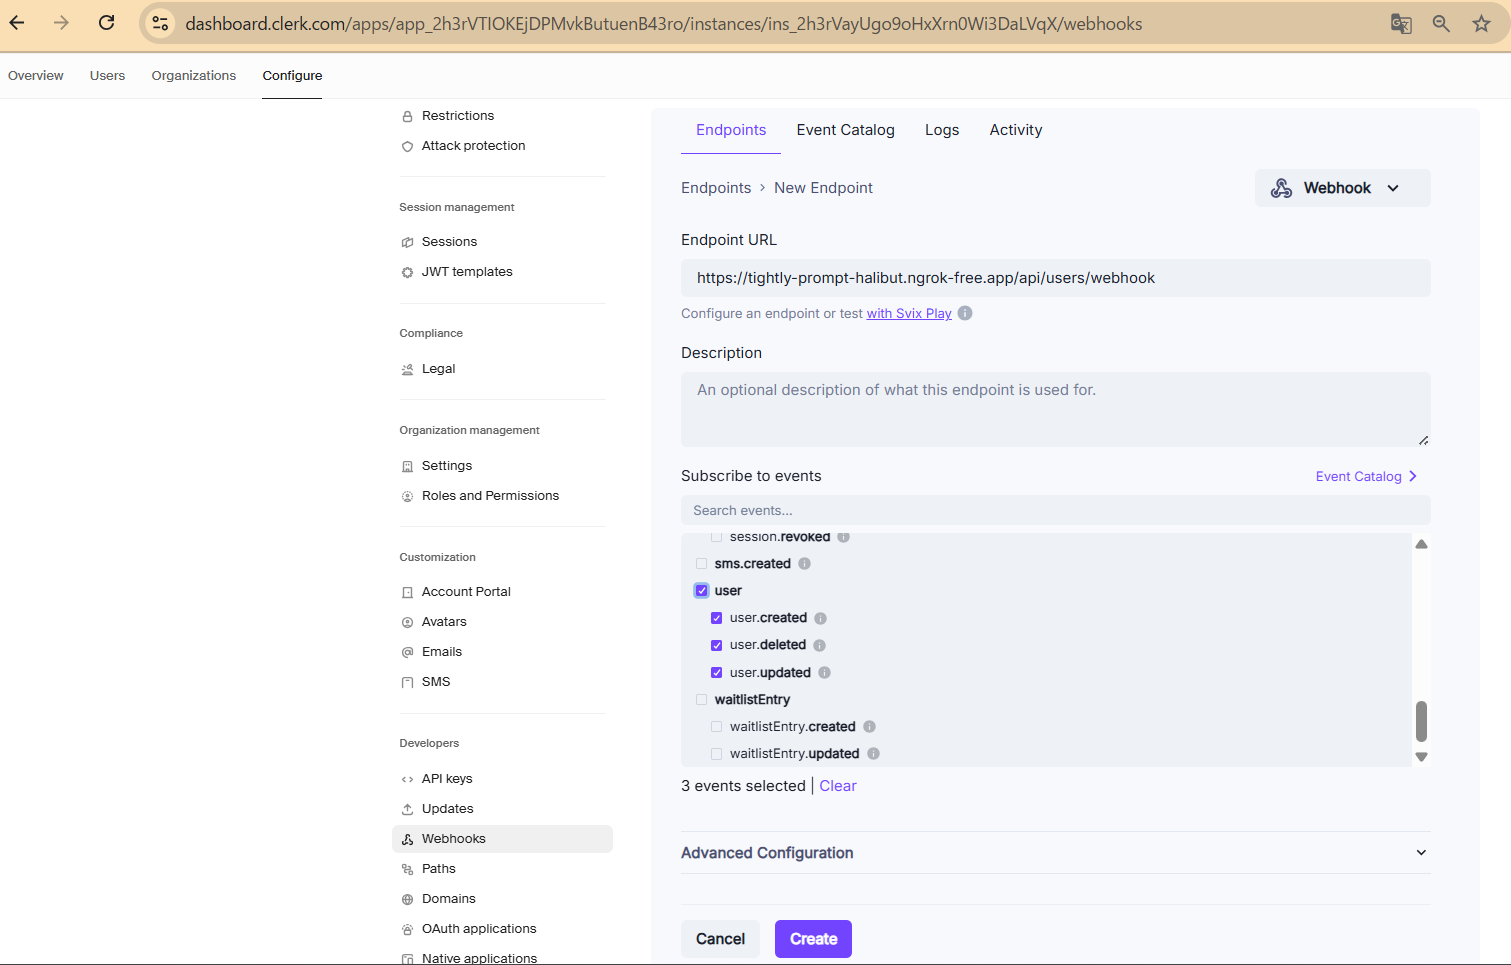 dashboard.clerk.com/apps/app_2h3rVTIOKEjDPMvkButuenB43ro/instances/ins_2h3rVayUgo9oHxXrn0Wi3DaLVqX/webhooks
Overview Users Organizations Configure
Restrictions
Attack protection
Session management
Sessions
JWT templates
Compliance
Legal
Organization management
Settings
Roles and Permissions
Customization
Account Portal
Avatars
Emails
SMS
Developers
API keys
Updates
Webhooks
Paths
Domains
OAuth applications
Native applications
Endpoints Event Catalog Logs Activity
Endpoints > New Endpoint
Webhook
Endpoint URL
https://tightly-prompt-halibut.ngrok-free.app/api/users/webhook
Configure an endpoint or test with Svix Play
Description
An optional description of what this endpoint is used for.
Subscribe to events
Event Catalog >
Search events...
session.revoked
sms.created
user
user.created
user.deleted
user.updated
waitlistEntry
waitlistEntry.created
waitlistEntry.updated
3 events selected | Clear
Advanced Configuration
Cancel Create